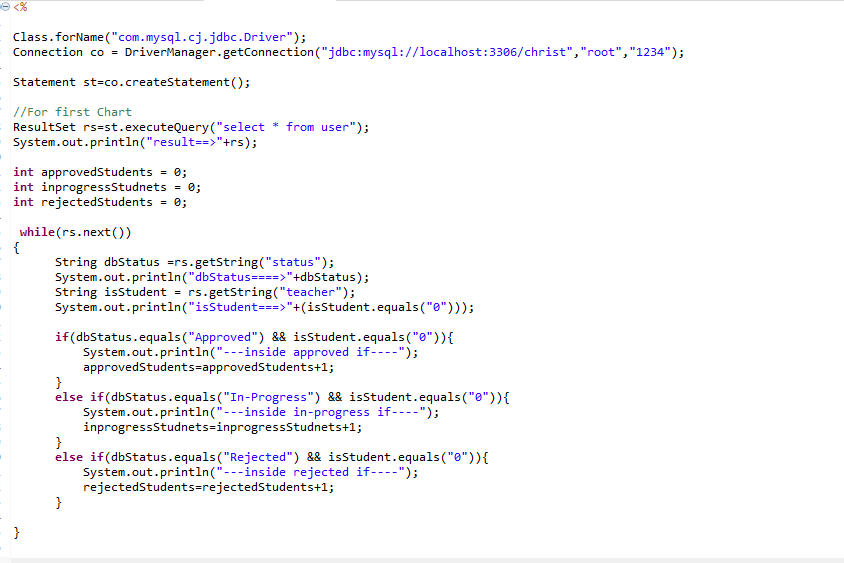 <%
Class.forName("com.mysql.cj.jdbc.Driver");
Connection co = DriverManager.getConnection("jdbc:mysql://localhost:3306/christ","root","1234");
Statement st=co.createStatement();
//For first Chart
ResultSet rs=st.executeQuery("select * from user");
System.out.println("result==>"+rs);
int approvedStudents = 0;
int inprogressStudnets = 0;
int rejectedStudents = 0;
while(rs.next())
{
String dbStatus =rs.getString("status");
System.out.println("dbStatus====>"+dbStatus);
String isStudent = rs.getString("teacher");
System.out.println("isStudent===>"+(isStudent.equals("0")));
if(dbStatus.equals("Approved") && isStudent.equals("0")){
System.out.println("---inside approved if----");
approvedStudents=approvedStudents+1;
}
else if(dbStatus.equals("In-Progress") && isStudent.equals("0")){
System.out.println("---inside in-progress if----");
inprogressStudnets=inprogressStudnets+1;
}
else if(dbStatus.equals("Rejected") && isStudent.equals("0")){
System.out.println("---inside rejected if----");
rejectedStudents=rejectedStudents+1;
}
}